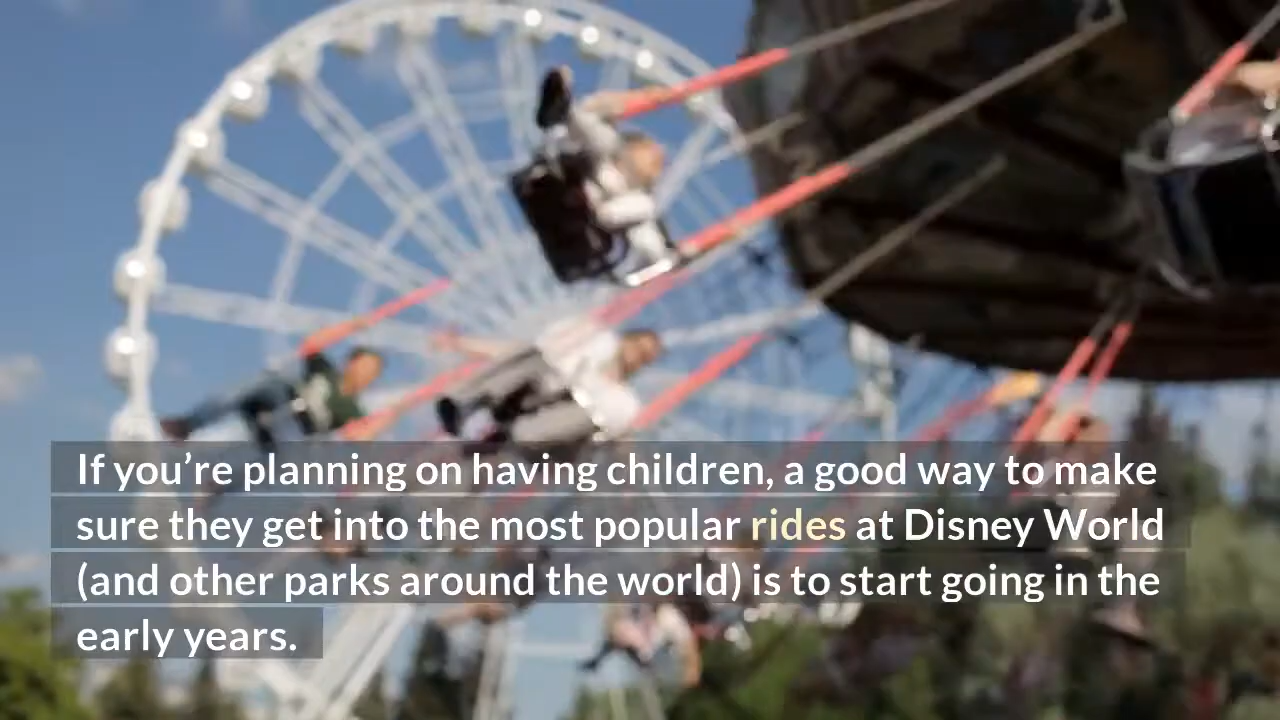 If you’re planning on having children, a good way to make
sure they get into the most popular rides at Disney World
(and other parks around the world) is to start going in the
early years.